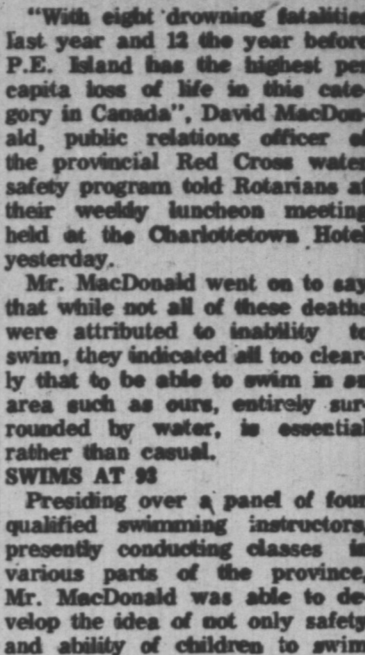 "With eight drowning fatalities
last year and 12 the year before
P.E. Island has the highest per
capita loss of life in this cate-
gory in Canada", David MacDon-
ald, public relations officer of
the provincial Red Cross water
safety program told Rotarians at
their weekly luncheon meeting
held at the Charlottetown Hotel
yesterday.
Mr. MacDonald went on to say
that while not all of these deaths
were attributed to inability to
swim, they indicated all too clear-
ly that to be able to swim in an
area such as ours, entirely sur-
rounded by water, is essential
rather than casual.
SWIMS AT 93
Presiding over a panel of four
qualified swimming instructors,
presently conducting classes in
various parts of the province,
Mr. MacDonald was able to de-
velop the idea of not only safety
and ability of children to swim